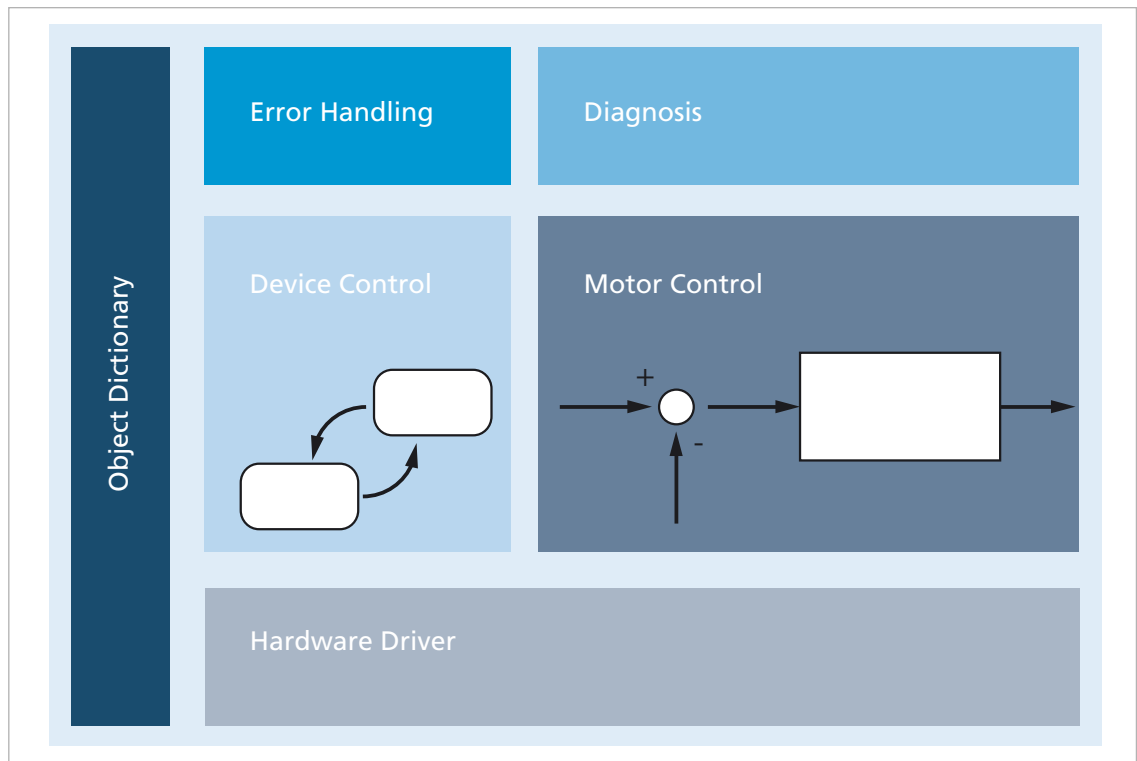 Object Dictionary
Error Handling
Diagnosis
Device Control
Motor Control
+
-
Hardware Driver